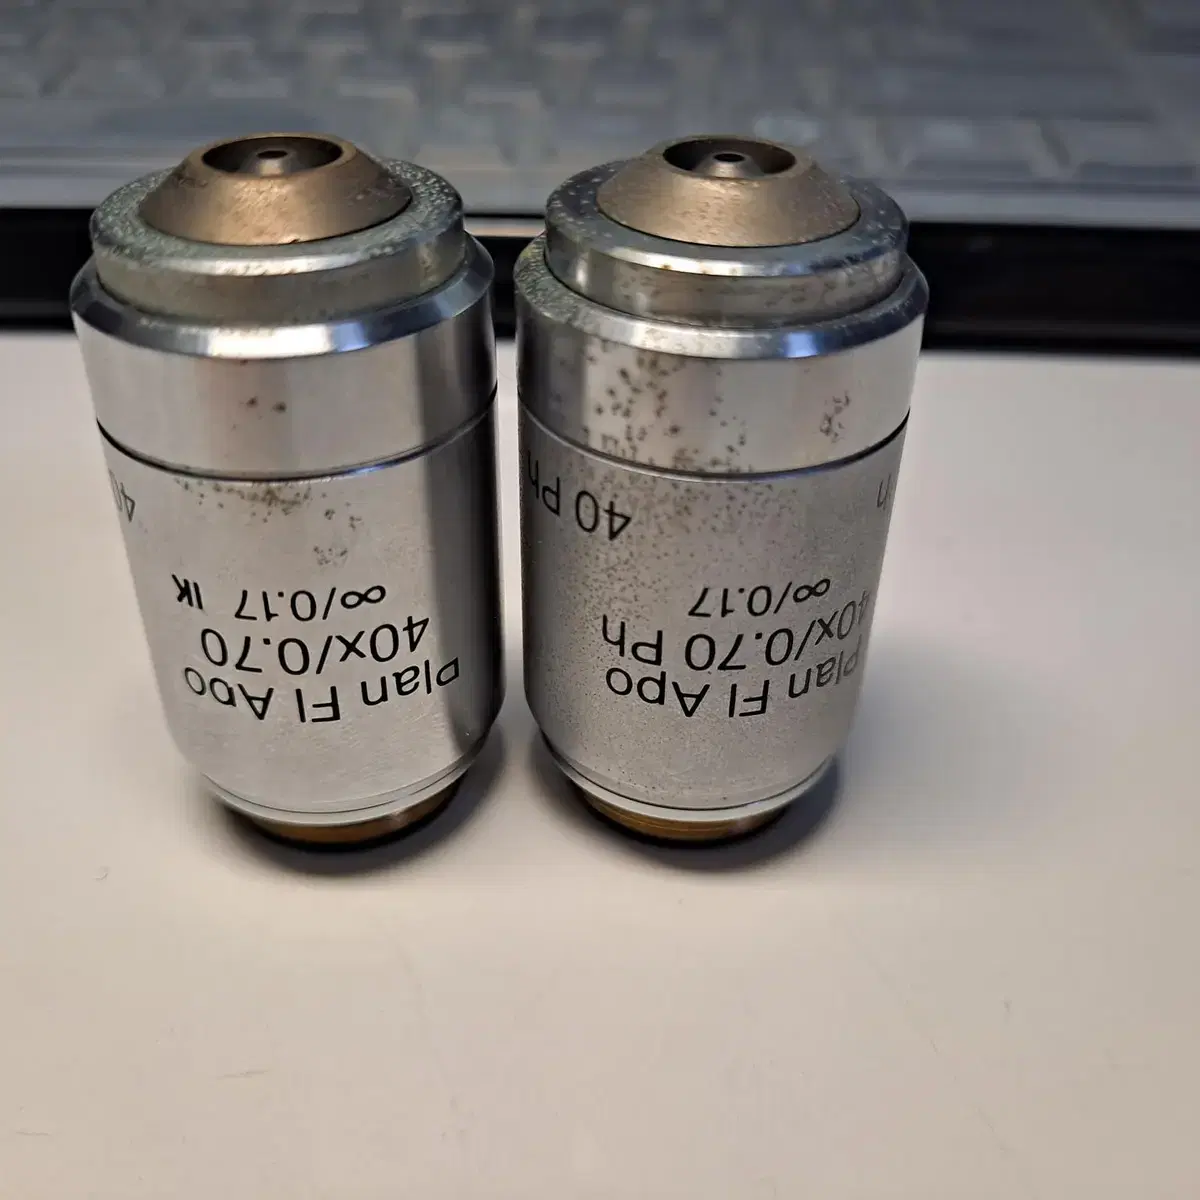 Plan Fl Apo
40x/0.70
∞/0.17 IK
40
Plan Fl Apo
40x/0.70 Ph
∞/0.17
40 Ph
h